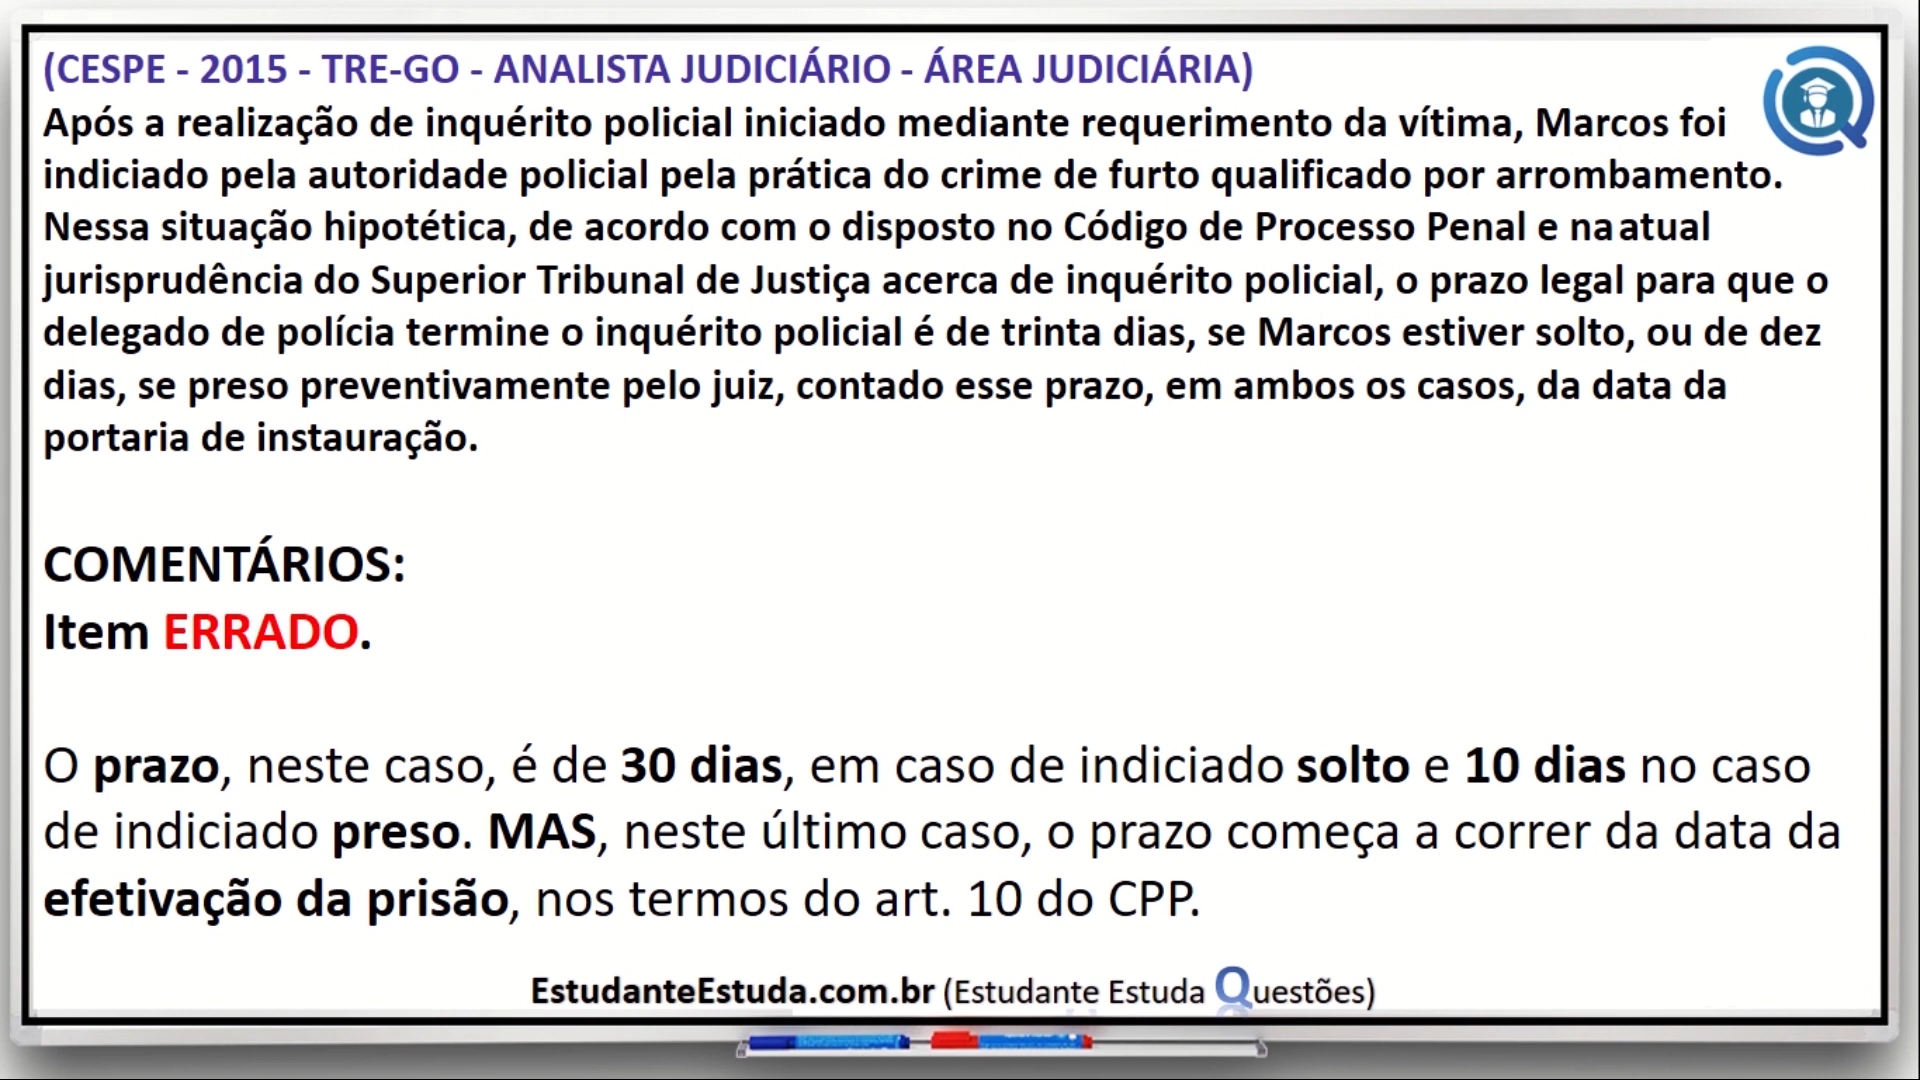 (CESPE - 2015 - TRE-GO - ANALISTA JUDICIÁRIO - ÁREA JUDICIÁRIA)
Após a realização de inquérito policial iniciado mediante requerimento da vítima, Marcos foi
indiciado pela autoridade policial pela prática do crime de furto qualificado por arrombamento.
Nessa situação hipotética, de acordo com o disposto no Código de Processo Penal e na atual
jurisprudência do Superior Tribunal de Justiça acerca de inquérito policial, o prazo legal para que o
delegado de polícia termine o inquérito policial é de trinta dias, se Marcos estiver solto, ou de dez
dias, se preso preventivamente pelo juiz, contado esse prazo, em ambos os casos, da data da
portaria de instauração.
COMENTÁRIOS:
Item ERRADO.
O prazo, neste caso, é de 30 dias, em caso de indiciado solto e 10 dias no caso
de indiciado preso. MAS, neste último caso, o prazo começa a correr da data da
efetivação da prisão, nos termos do art. 10 do CPP.
EstudanteEstuda.com.br (Estudante Estuda Questões)